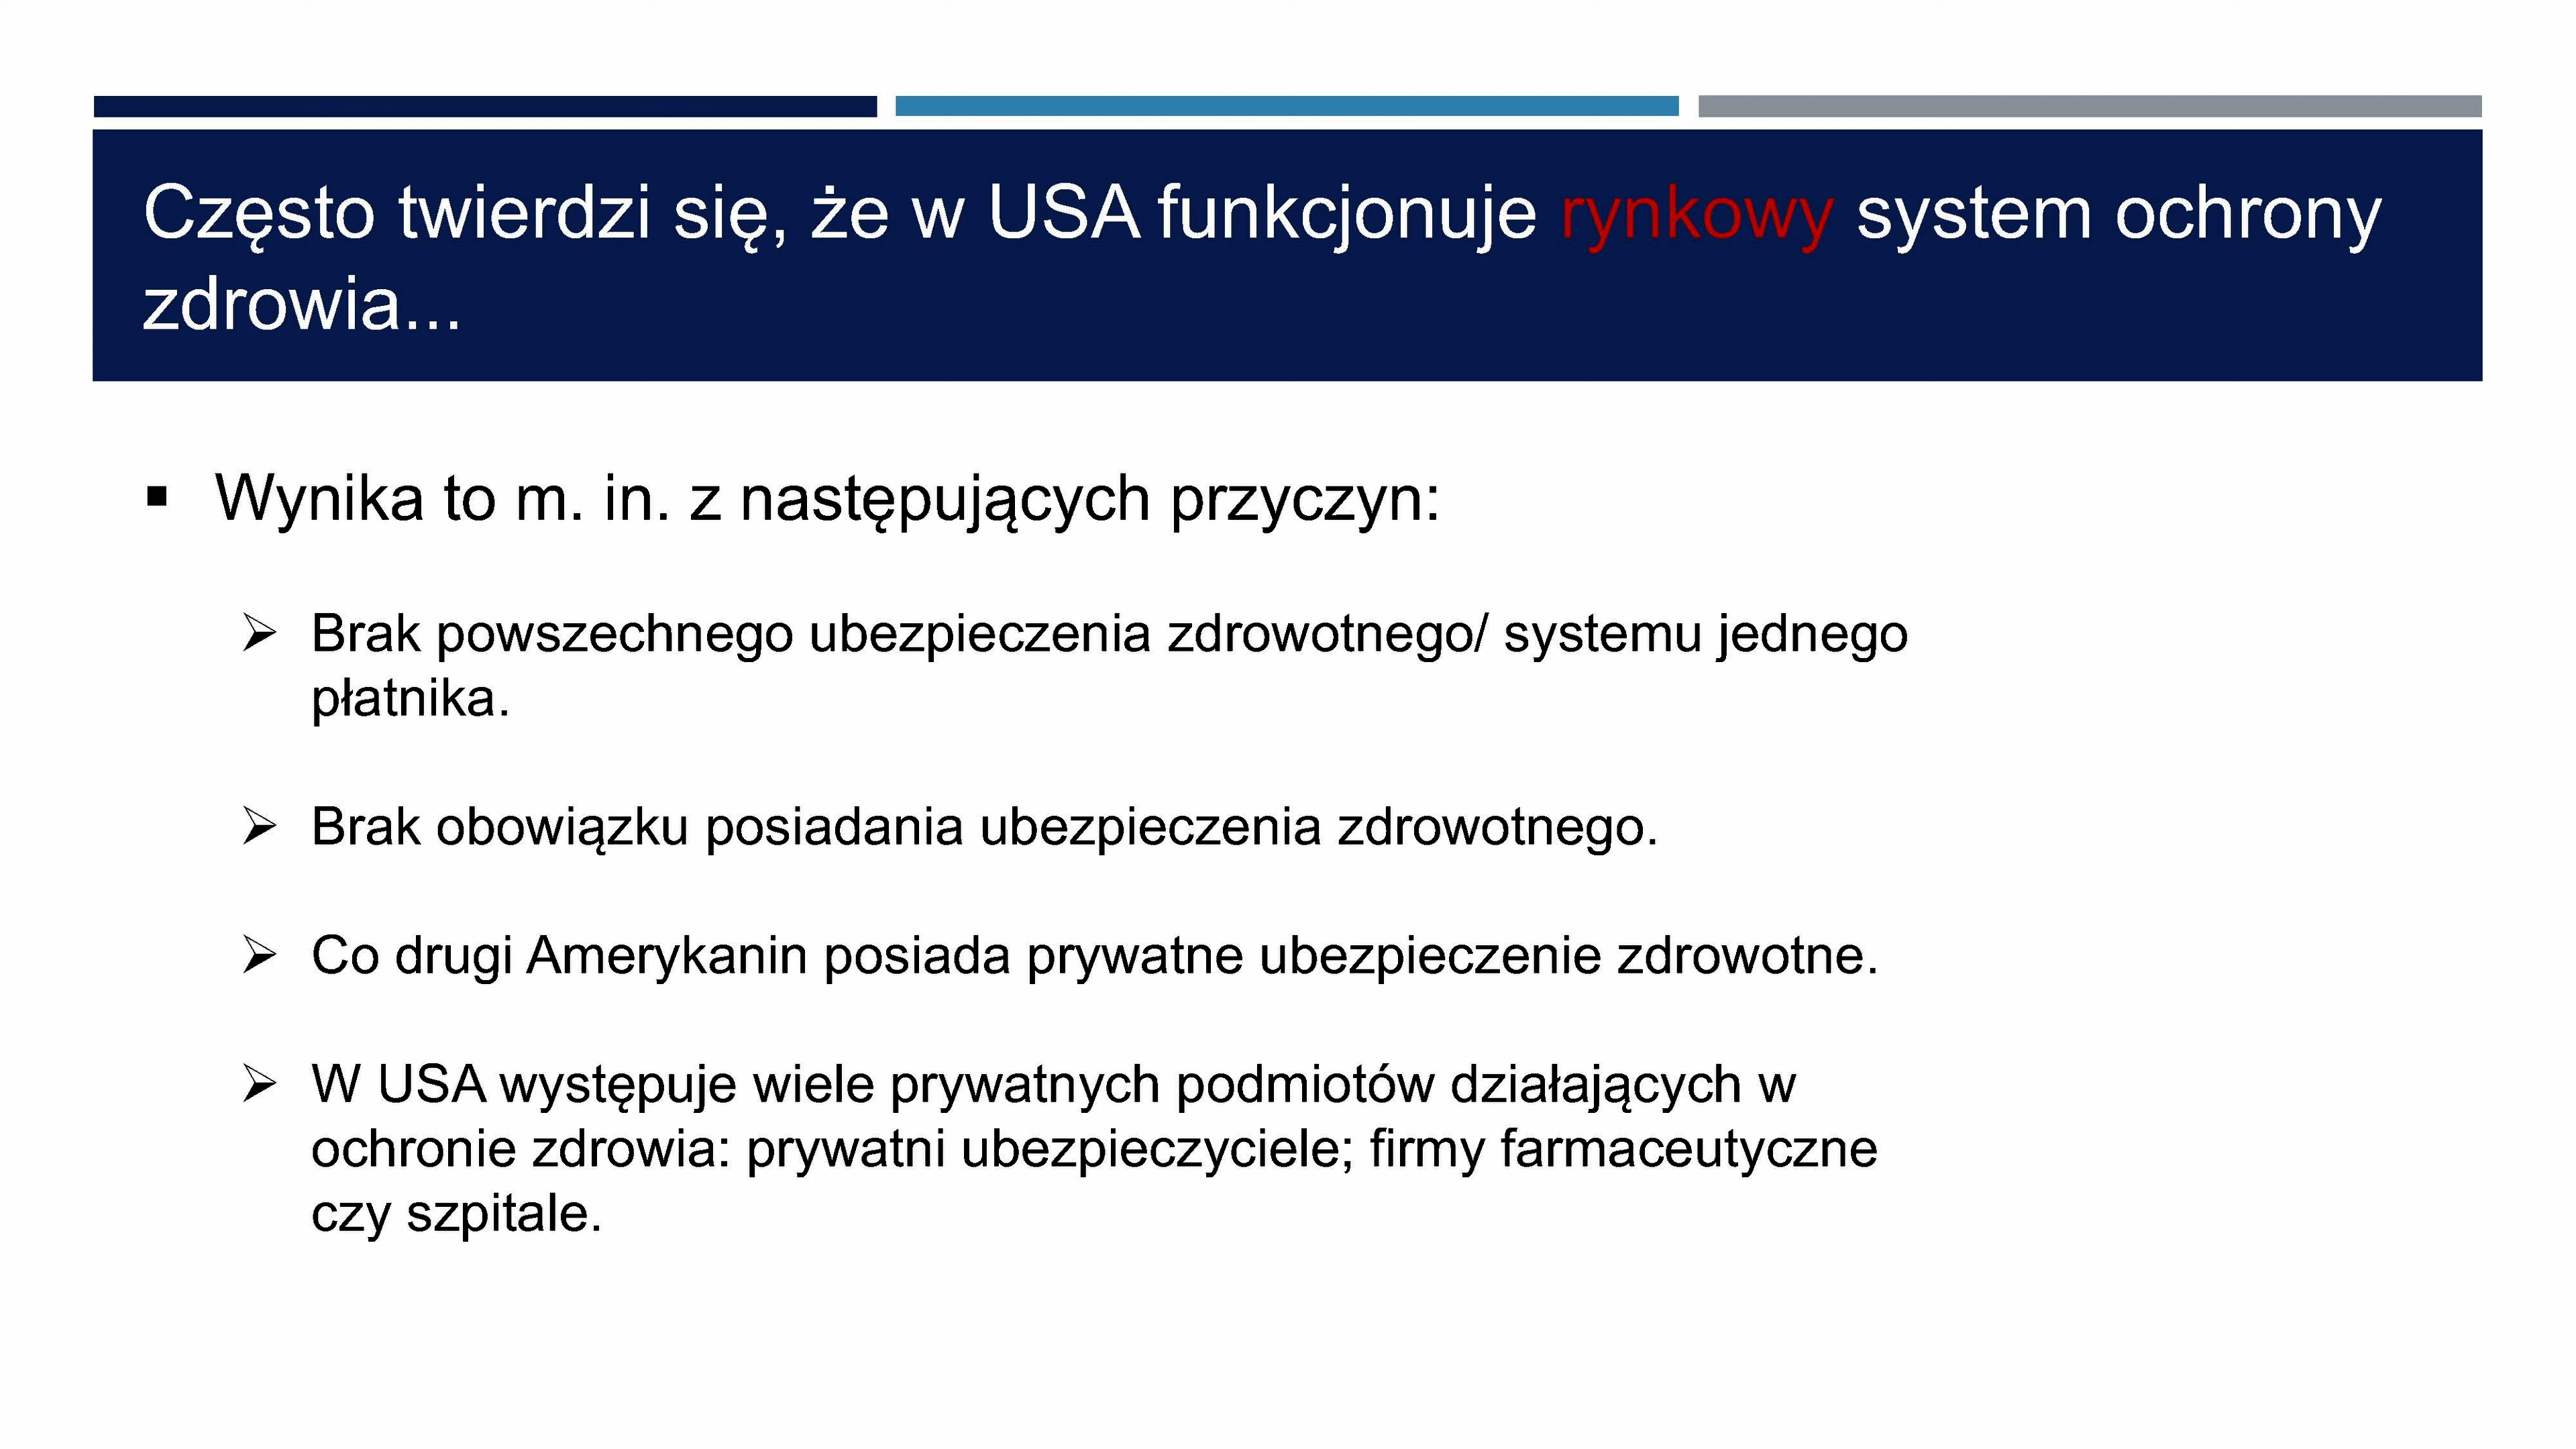 Często twierdzi się, że w USA funkcjonuje rynkowy system ochrony
zdrowia...
▪ Wynika to m. in. z następujących przyczyn:
➢ Brak powszechnego ubezpieczenia zdrowotnego/ systemu jednego
płatnika.
➢ Brak obowiązku posiadania ubezpieczenia zdrowotnego.
➢ Co drugi Amerykanin posiada prywatne ubezpieczenie zdrowotne.
➢ W USA występuje wiele prywatnych podmiotów działających w
ochronie zdrowia: prywatni ubezpieczyciele; firmy farmaceutyczne
czy szpitale.